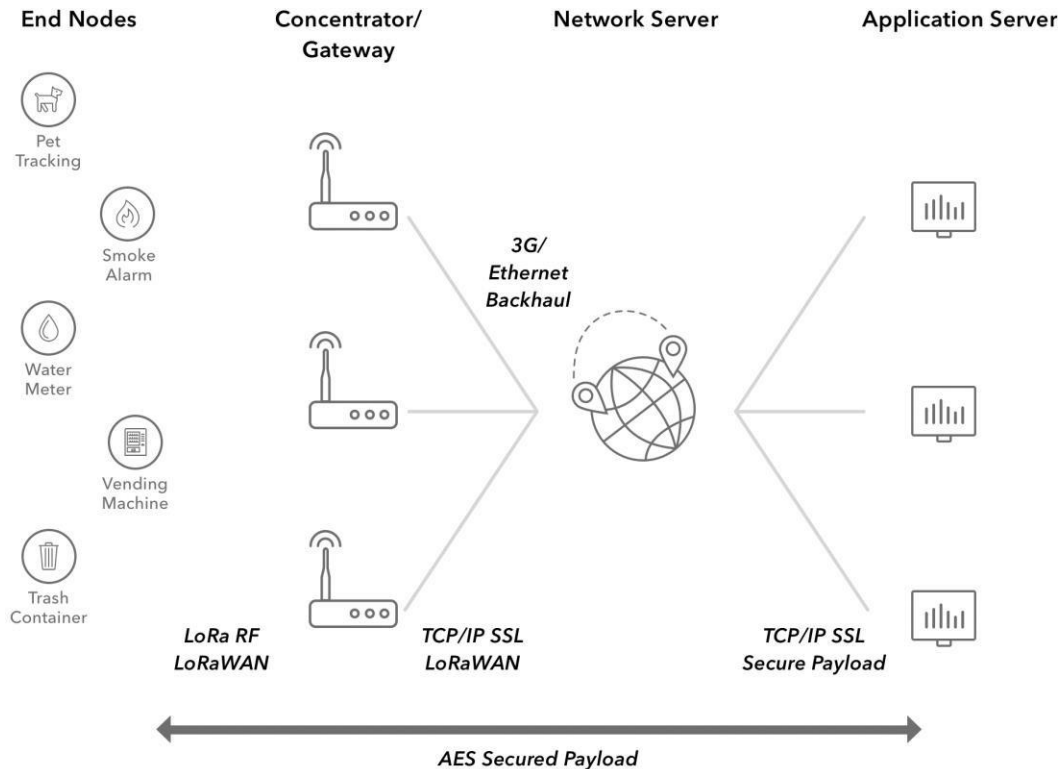 End Nodes
Concentrator/
Gateway
Network Server
Application Server
Pet
Tracking
Smoke
Alarm
Water
Meter
Vending
Machine
Trash
Container
3G/
Ethernet
Backhaul
LoRa RF
LoRaWAN
TCP/IP SSL
LoRaWAN
TCP/IP SSL
Secure Payload
AES Secured Payload